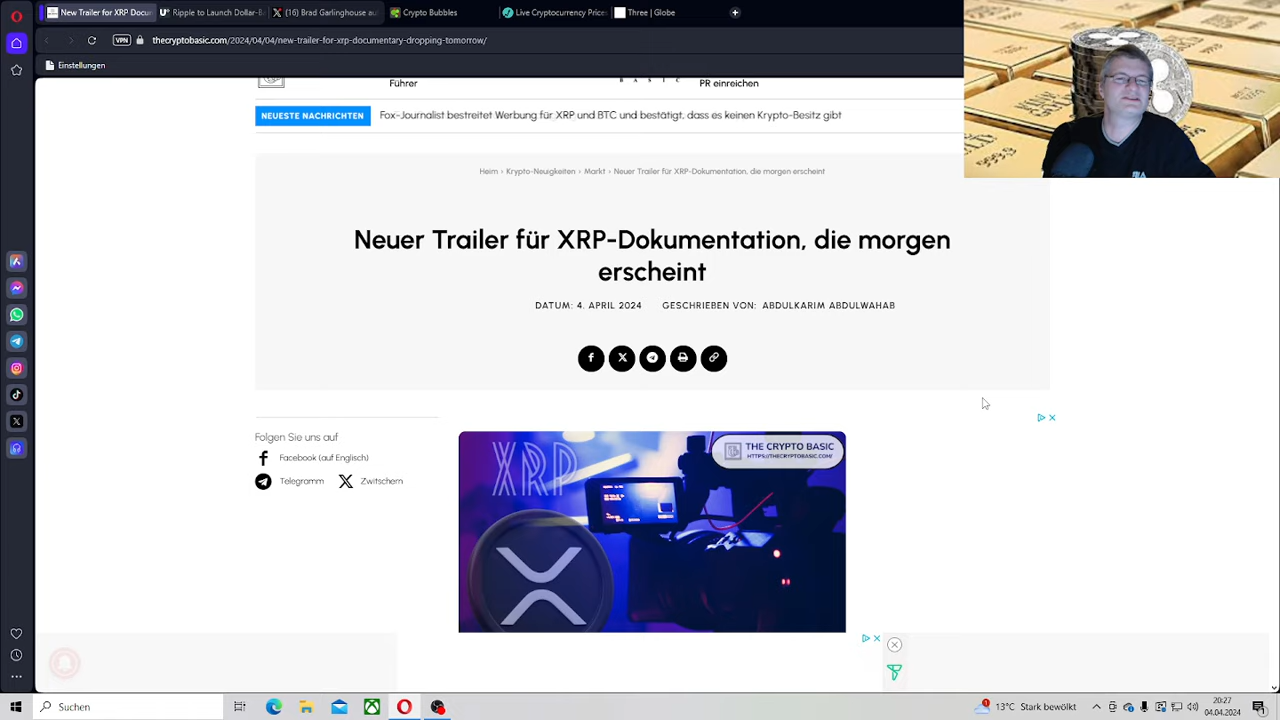 New Trailer for XRP Docum
Ripple to Launch Dollar-B
(16) Brad Garlinghouse au
Crypto Bubbles
Live Cryptocurrency Price
Three | Globe
VPN
thecryptobasic.com/2024/04/04/new-trailer-for-xrp-documentary-dropping-tomorrow/
Einstellungen
Führer
BASIC
PR einreichen
NEUESTE NACHRICHTEN
Fox-Journalist bestreitet Werbung für XRP und BTC und bestätigt, dass es keinen Krypto-Besitz gibt
Heim › Krypto-Neuigkeiten › Markt › Neuer Trailer für XRP-Dokumentation, die morgen erscheint
Neuer Trailer für XRP-Dokumentation, die morgen
erscheint
DATUM: 4. APRIL 2024
GESCHRIEBEN VON: ABDULKARIM ABDULWAHAB
Folgen Sie uns auf
Facebook (auf Englisch)
Telegramm
Zwitschern
XRP
THE CRYPTO BASIC
HTTPS://THECRYPTOBASIC.COM/
999.9
Suchen
13°C Stark bewölkt
20:27
04.04.2024